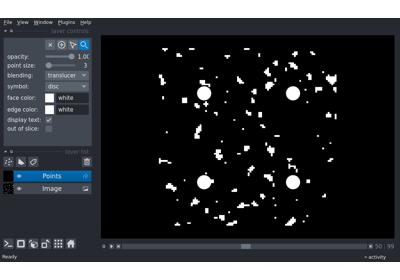 File View Window Plugins Help
layer controls
opacity: 1.00
point size: 3
blending: translucer
symbol: disc
face color: white
edge color: white
display text:
out of slice:
layer list
Points
Image
50 | 99
Ready
activity